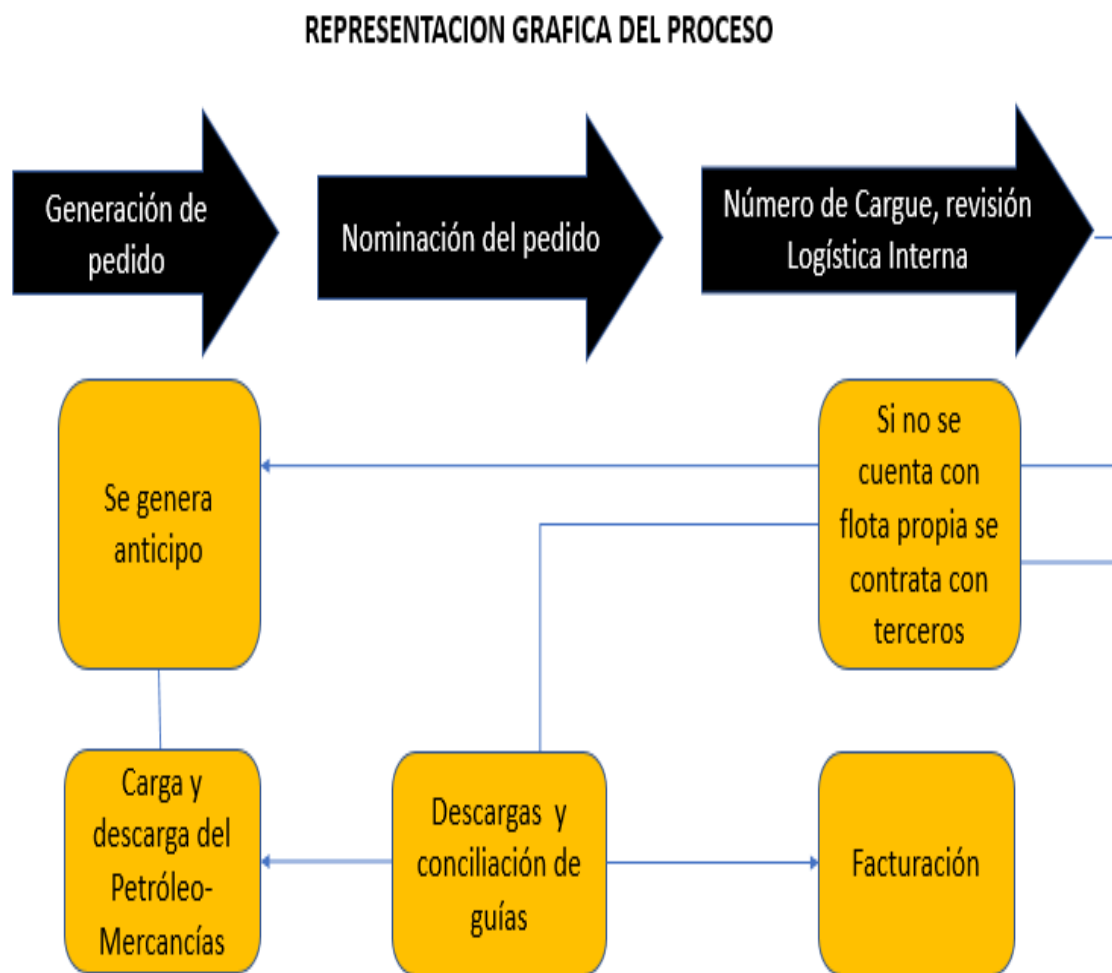 REPRESENTACION GRAFICA DEL PROCESO
Generación de
pedido
Nominación del pedido
Número de Cargue, revisión
Logística Interna
Se genera
anticipo
Si no se
cuenta con
flota propia se
contrata con
terceros
Carga y
descarga del
Petróleo-
Mercancías
Descargas y
conciliación de
guías
Facturación